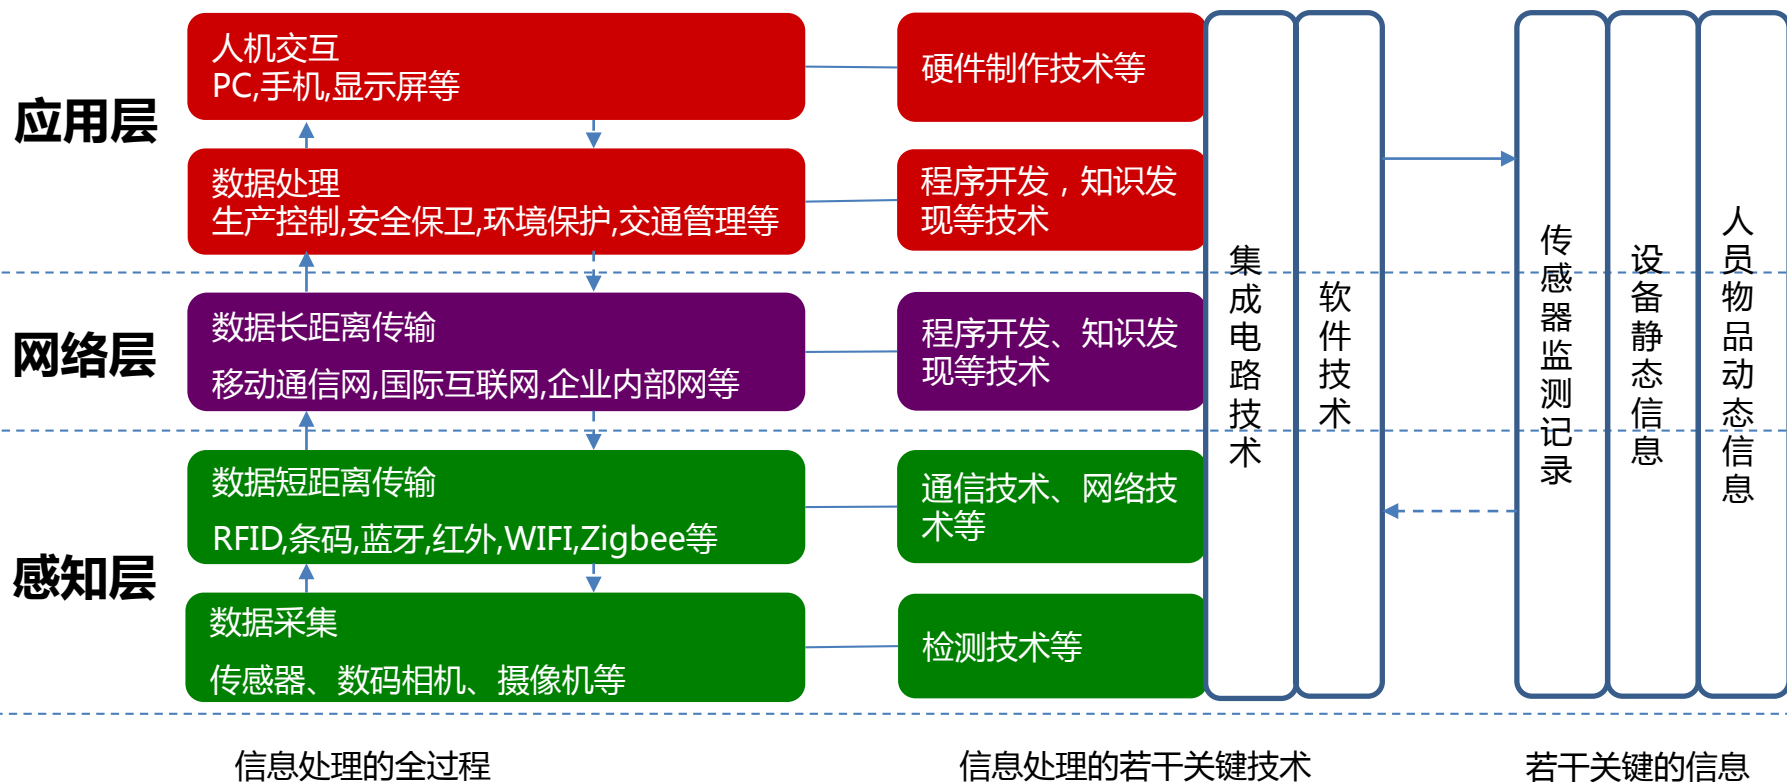 应用层
人机交互
PC,手机,显示屏等
硬件制作技术等
数据处理
生产控制,安全保卫,环境保护,交通管理等
程序开发，知识发
现等技术
网络层
数据长距离传输
移动通信网,国际互联网,企业内部网等
程序开发、知识发
现等技术
感知层
数据短距离传输
RFID,条码,蓝牙,红外,WIFI,Zigbee等
通信技术、网络技
术等
数据采集
传感器、数码相机、摄像机等
检测技术等
集成电路技术
软件技术
传感器监测记录
设备静态信息
人员物品动态信息
信息处理的全过程
信息处理的若干关键技术
若干关键的信息